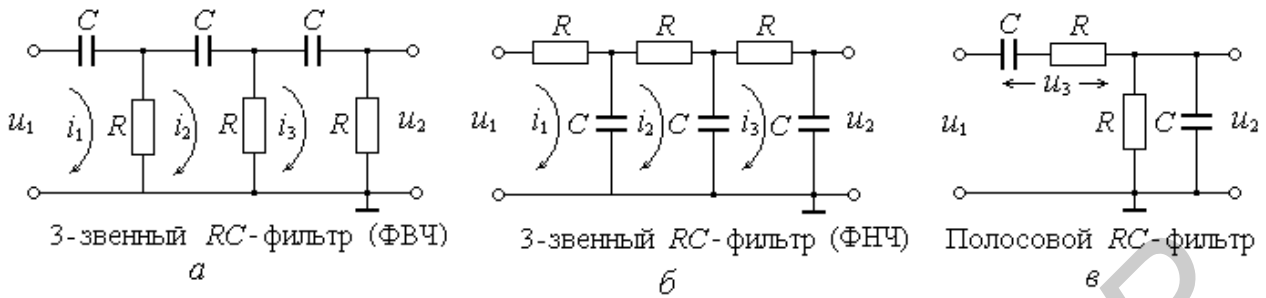 C C C
R R R
u₁ i₁ R i₂ R i₃ R u₂
3-звенный RC-фильтр (ФВЧ)
а
R R R
u₁ i₁ C i₂ C i₃ C u₂
3-звенный RC-фильтр (ФНЧ)
б
C R
u₃
u₁ R C u₂
Полосовой RC-фильтр
в